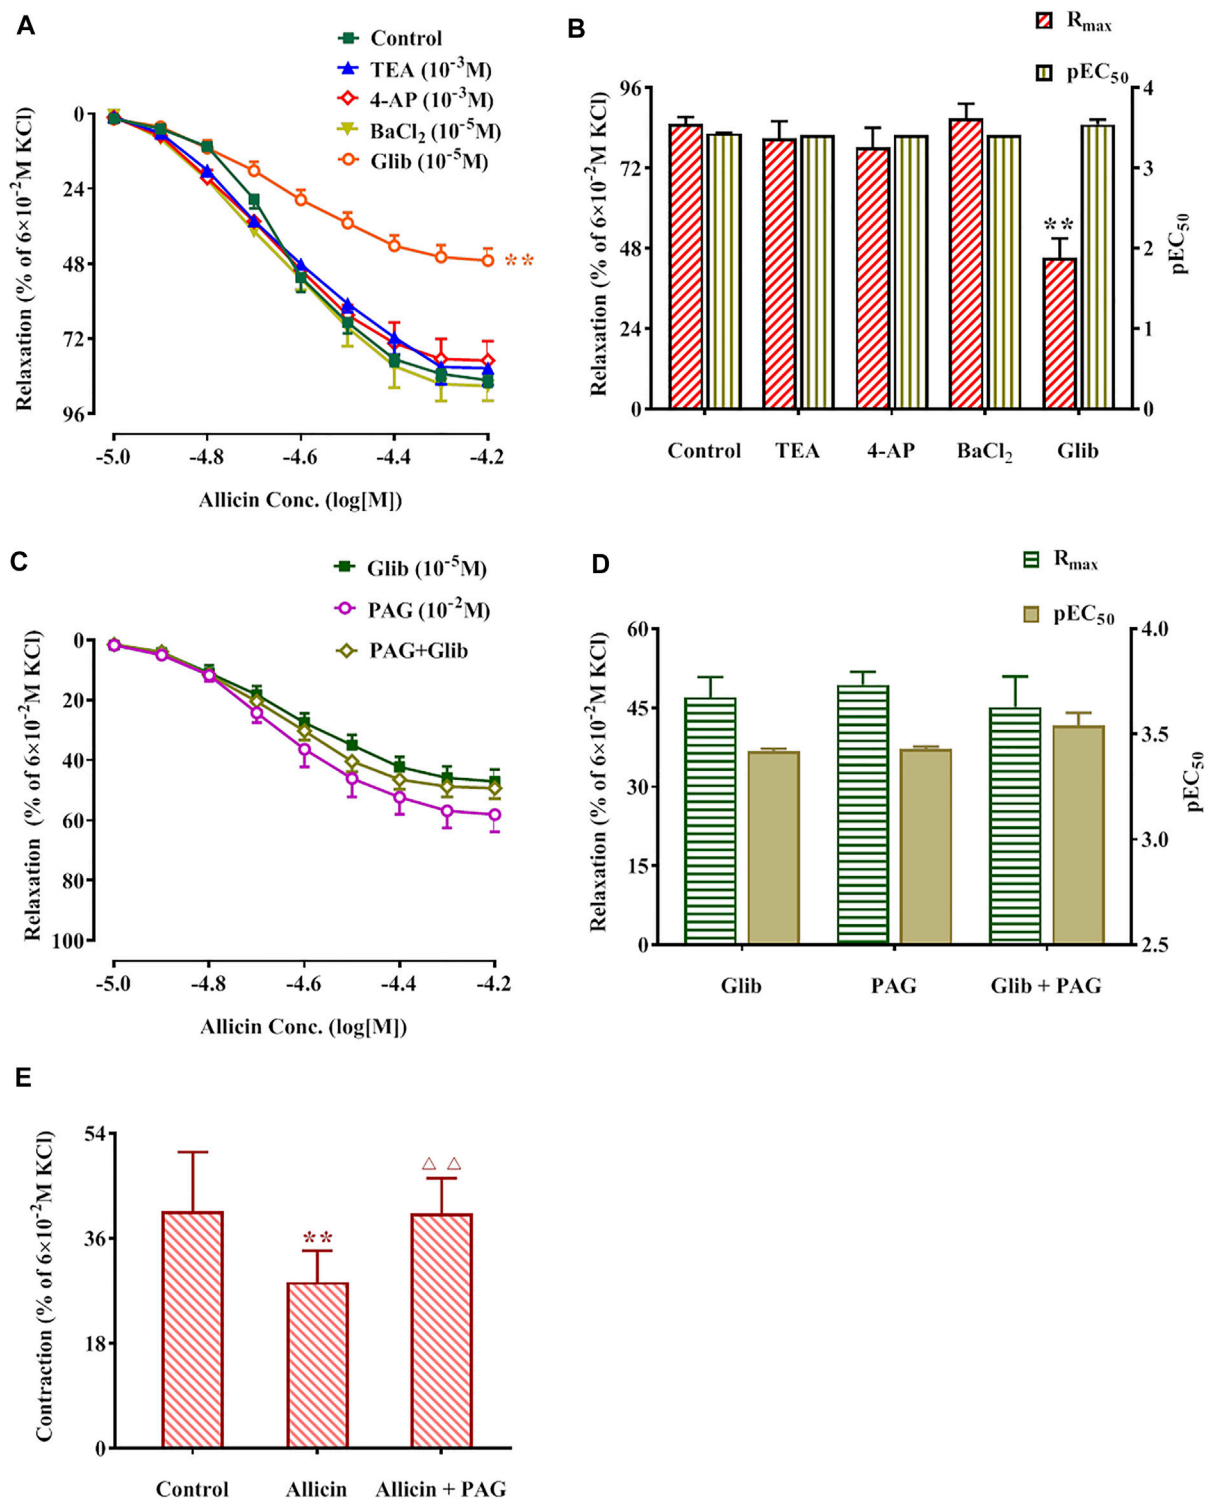 A
Control
TEA (10⁻³M)
4-AP (10⁻³M)
BaCl₂ (10⁻⁵M)
Glib (10⁻⁵M)
Relaxation (% of 6×10⁻²M KCl)
0
24
48
72
96
**
-5.0 -4.8 -4.6 -4.4 -4.2
Allicin Conc. (log[M])
B
Rmax
pEC₅₀
Relaxation (% of 6×10⁻²M KCl)
96
72
48
24
0
**
4
3
2
1
0
pEC₅₀
Control TEA 4-AP BaCl₂ Glib
C
Glib (10⁻⁵M)
PAG (10⁻²M)
PAG+Glib
Relaxation (% of 6×10⁻²M KCl)
0
20
40
60
80
100
-5.0 -4.8 -4.6 -4.4 -4.2
Allicin Conc. (log[M])
D
Rmax
pEC₅₀
Relaxation (% of 6×10⁻²M KCl)
60
45
30
15
0
4.0
3.5
3.0
2.5
pEC₅₀
Glib PAG Glib + PAG
E
Contraction (% of 6×10⁻²M KCl)
54
36
18
0
**
△ △
Control Allicin Allicin + PAG